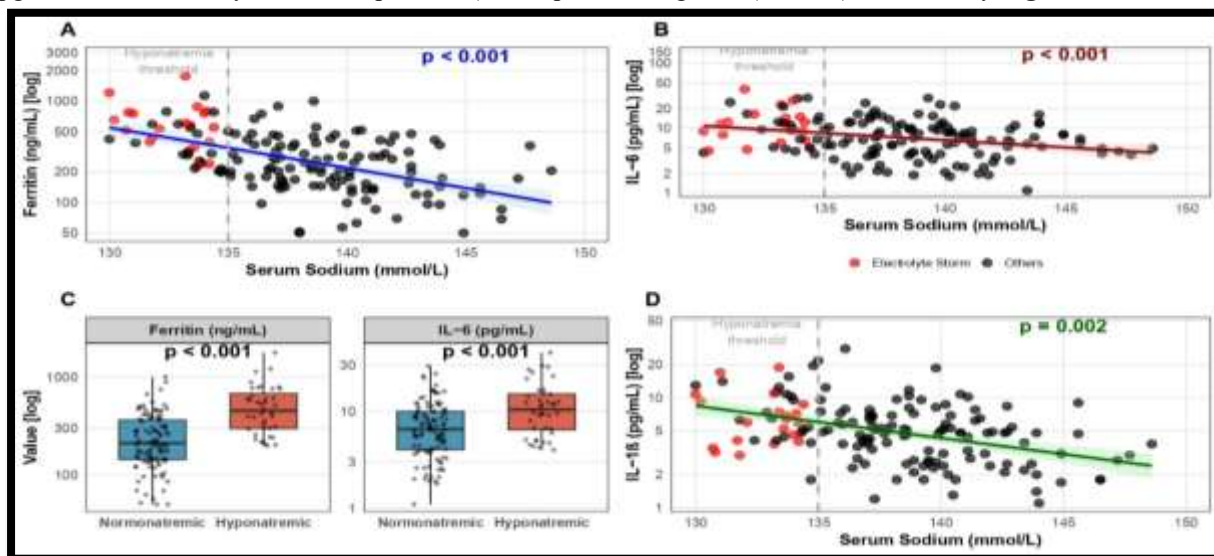 A
Hyponatremia
threshold
p < 0.001
3000
2000
1000
500
200
100
50
Ferritin (ng/mL) [log]
130
135
140
145
150
Serum Sodium (mmol/L)
B
Hyponatremia
threshold
p < 0.001
150
100
50
20
10
5
2
1
IL-6 (pg/mL) [log]
130
135
140
145
150
Serum Sodium (mmol/L)
Electrolyte Storm
Others
C
Ferritin (ng/mL)
p < 0.001
1000
300
100
Value [log]
Normonatremic
Hyponatremic
IL-6 (pg/mL)
p < 0.001
30
10
3
1
Normonatremic
Hyponatremic
D
Hyponatremia
threshold
p = 0.002
50
20
10
5
2
1
IL-1ß (pg/mL) [log]
130
135
140
145
150
Serum Sodium (mmol/L)